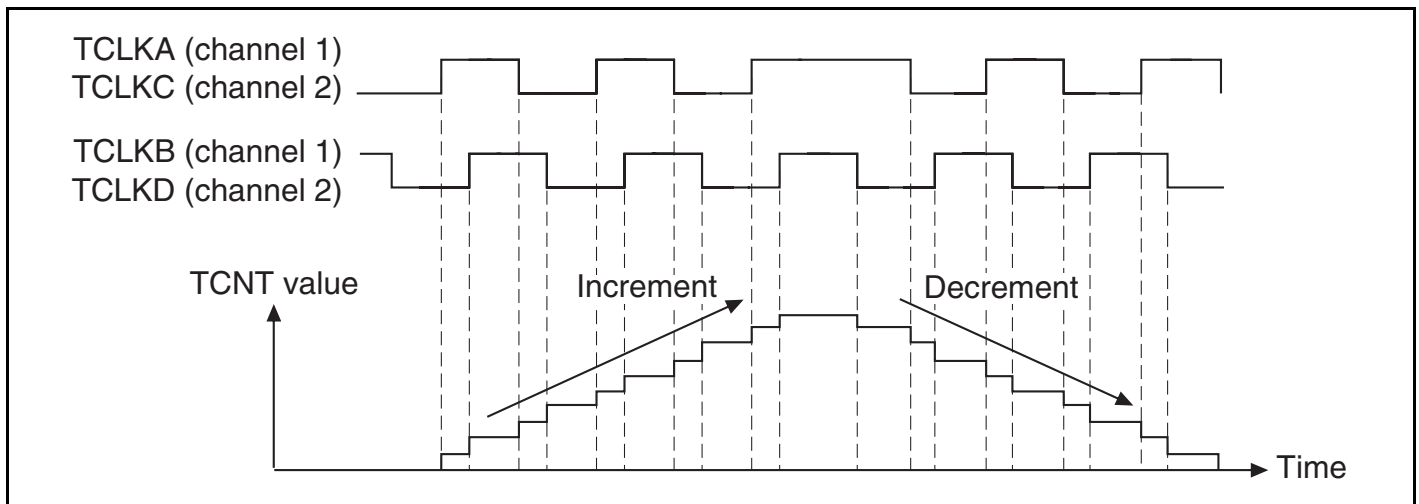 TCLKA (channel 1)
TCLKC (channel 2)
TCLKB (channel 1)
TCLKD (channel 2)
TCNT value
Increment
Decrement
Time